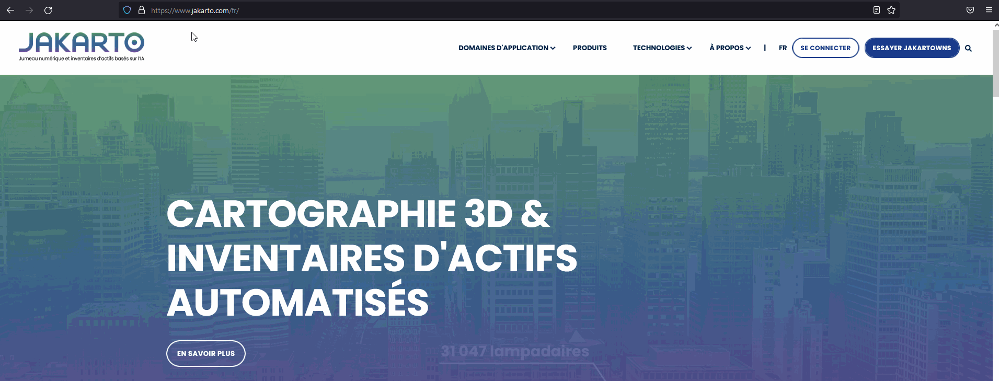 https://www.jakarto.com/fr/
JAKARTO
Jumeau numérique et inventaires d'actifs basés sur l'IA
DOMAINES D'APPLICATION PRODUITS TECHNOLOGIES À PROPOS | FR SE CONNECTER ESSAYER JAKARTOWNS
CARTOGRAPHIE 3D &
INVENTAIRES D'ACTIFS
AUTOMATISÉS
EN SAVOIR PLUS
31 047 lampadaires